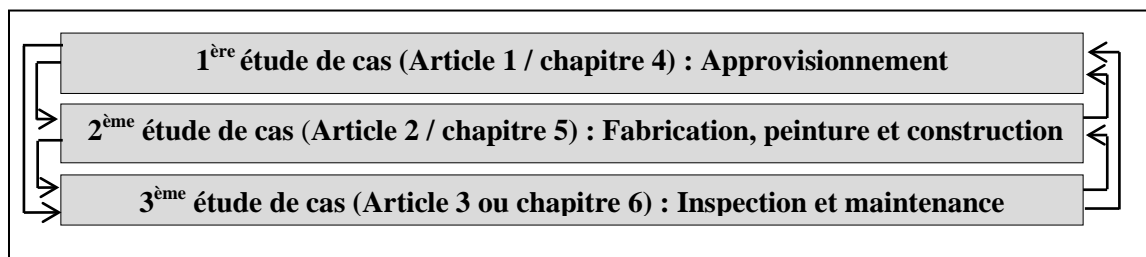 1ère étude de cas (Article 1 / chapitre 4) : Approvisionnement
2ème étude de cas (Article 2 / chapitre 5) : Fabrication, peinture et construction
3ème étude de cas (Article 3 ou chapitre 6) : Inspection et maintenance